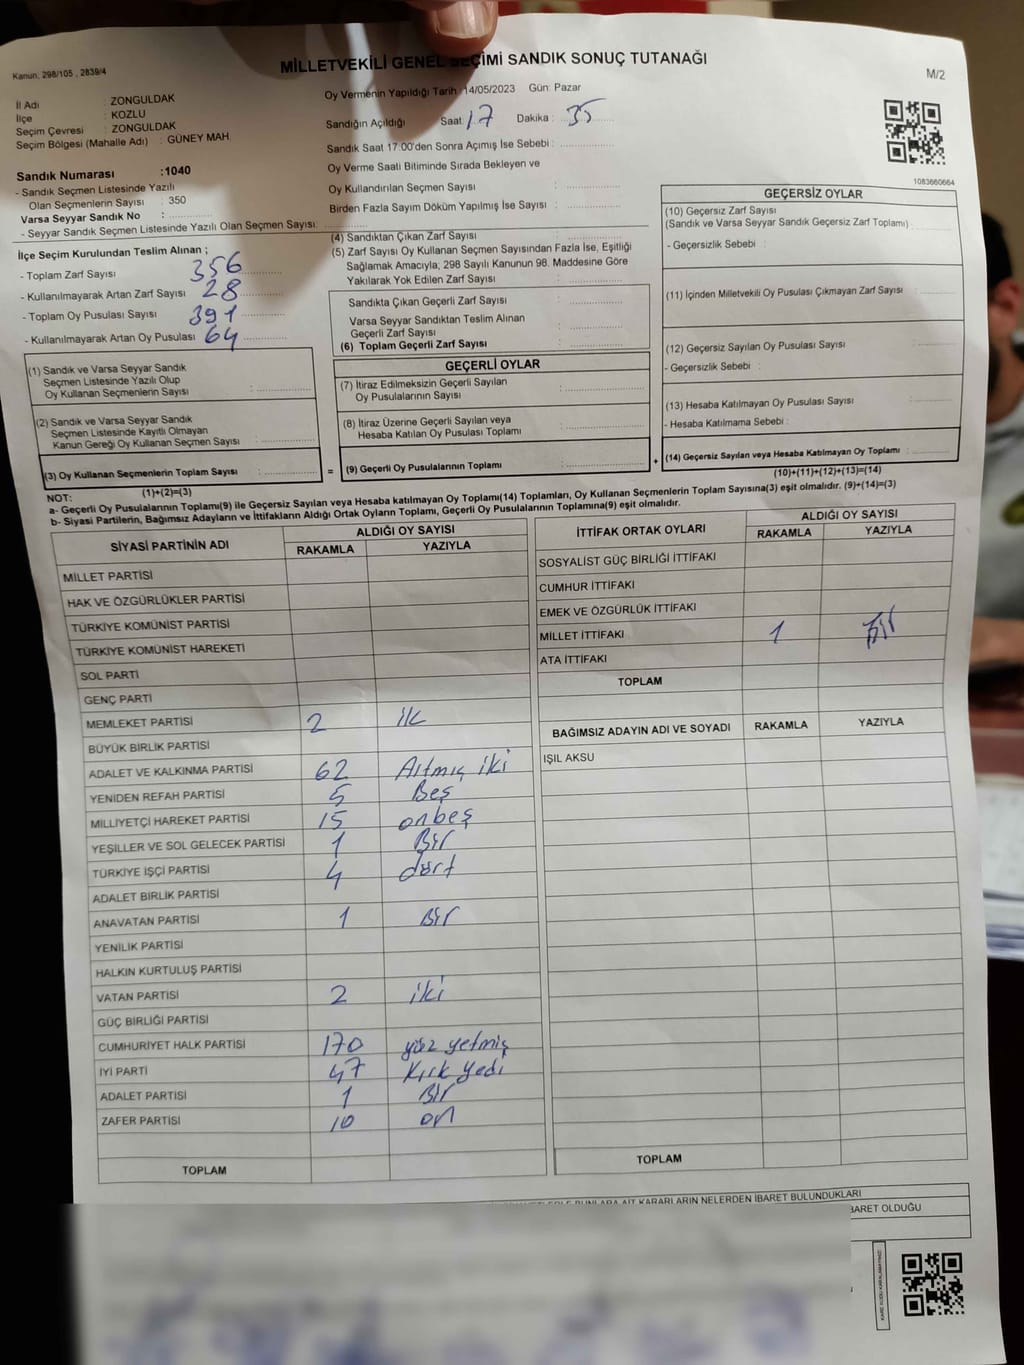 Kanun, 298/105 , 2839/4
MİLLETVEKİLİ GENEL SEÇİMİ SANDIK SONUÇ TUTANAĞI
M/2
İl Adı : ZONGULDAK
İlçe : KOZLU
Seçim Çevresi : ZONGULDAK
Seçim Bölgesi (Mahalle Adı) : GÜNEY MAH.
Sandık Numarası :1040
- Sandık Seçmen Listesinde Yazılı
Olan Seçmenlerin Sayısı : 350
Varsa Seyyar Sandık No :
- Seyyar Sandık Seçmen Listesinde Yazılı Olan Seçmen Sayısı:
Oy Vermenin Yapıldığı Tarih 14/05/2023 Gün: Pazar
Sandığın Açıldığı Saat: 17 Dakika : 35
Sandık Saat 17:00'den Sonra Açımış İse Sebebi :
Oy Verme Saati Bitiminde Sırada Bekleyen ve
Oy Kullandırılan Seçmen Sayısı :
Birden Fazla Sayım Döküm Yapılmış İse Sayısı :
1083660664
İlçe Seçim Kurulundan Teslim Alınan ;
- Toplam Zarf Sayısı 356
- Kullanılmayarak Artan Zarf Sayısı 28
- Toplam Oy Pusulası Sayısı 391
- Kullanılmayarak Artan Oy Pusulası 64
(4) Sandıktan Çıkan Zarf Sayısı :
(5) Zarf Sayısı Oy Kullanan Seçmen Sayısından Fazla İse, Eşitliği
Sağlamak Amacıyla; 298 Sayılı Kanunun 98. Maddesine Göre
Yakılarak Yok Edilen Zarf Sayısı :
Sandıkta Çıkan Geçerli Zarf Sayısı :
Varsa Seyyar Sandıktan Teslim Alınan
Geçerli Zarf Sayısı :
(6) Toplam Geçerli Zarf Sayısı :
GEÇERSİZ OYLAR
(10) Geçersiz Zarf Sayısı
(Sandık ve Varsa Seyyar Sandık Geçersiz Zarf Toplamı) :
- Geçersizlik Sebebi :
(11) İçinden Milletvekili Oy Pusulası Çıkmayan Zarf Sayısı :
(12) Geçersiz Sayılan Oy Pusulası Sayısı :
- Geçersizlik Sebebi :
(13) Hesaba Katılmayan Oy Pusulası Sayısı :
- Hesaba Katılmama Sebebi :
(14) Geçersiz Sayılan veya Hesaba Katılmayan Oy Toplamı :
(10)+(11)+(12)+(13)=(14)
(1) Sandık ve Varsa Seyyar Sandık
Seçmen Listesinde Yazılı Olup
Oy Kullanan Seçmenlerin Sayısı :
(2) Sandık ve Varsa Seyyar Sandık
Seçmen Listesinde Kayıtlı Olmayan
Kanun Gereği Oy Kullanan Seçmen Sayısı :
(3) Oy Kullanan Seçmenlerin Toplam Sayısı :
(1)+(2)=(3)
GEÇERLİ OYLAR
(7) İtiraz Edilmeksizin Geçerli Sayılan
Oy Pusulalarının Sayısı :
(8) İtiraz Üzerine Geçerli Sayılan veya
Hesaba Katılan Oy Pusulası Toplamı :
= (9) Geçerli Oy Pusulalarının Toplamı : +
NOT:
a- Geçerli Oy Pusulalarının Toplamı(9) ile Geçersiz Sayılan veya Hesaba katılmayan Oy Toplamı(14) Toplamları, Oy Kullanan Seçmenlerin Toplam Sayısına(3) eşit olmalıdır. (9)+(14)=(3)
b- Siyasi Partilerin, Bağımsız Adayların ve İttifakların Aldığı Ortak Oyların Toplamı, Geçerli Oy Pusulalarının Toplamına(9) eşit olmalıdır.
SİYASİ PARTİNİN ADI ALDIĞI OY SAYISI
RAKAMLA YAZIYLA
MİLLET PARTİSİ
HAK VE ÖZGÜRLÜKLER PARTİSİ
TÜRKİYE KOMÜNİST PARTİSİ
TÜRKİYE KOMÜNİST HAREKETİ
SOL PARTİ
GENÇ PARTİ
MEMLEKET PARTİSİ 2
BÜYÜK BİRLİK PARTİSİ
ADALET VE KALKINMA PARTİSİ 62 Altmış iki
YENİDEN REFAH PARTİSİ 5 Beş
MİLLİYETÇİ HAREKET PARTİSİ 15 onbeş
YEŞİLLER VE SOL GELECEK PARTİSİ 1 Bir
TÜRKİYE İŞÇİ PARTİSİ 4 dört
ADALET BİRLİK PARTİSİ
ANAVATAN PARTİSİ 1 Bir
YENİLİK PARTİSİ
HALKIN KURTULUŞ PARTİSİ
VATAN PARTİSİ 2 iki
GÜÇ BİRLİĞİ PARTİSİ
CUMHURİYET HALK PARTİSİ 170 yüz yetmiş
İYİ PARTİ 47 Kırk yedi
ADALET PARTİSİ 1 Bir
ZAFER PARTİSİ 10 on
TOPLAM
İTTİFAK ORTAK OYLARI ALDIĞI OY SAYISI
RAKAMLA YAZIYLA
SOSYALİST GÜÇ BİRLİĞİ İTTİFAKI
CUMHUR İTTİFAKI
EMEK VE ÖZGÜRLÜK İTTİFAKI
MİLLET İTTİFAKI 1 Bir
ATA İTTİFAKI
TOPLAM
BAĞIMSIZ ADAYIN ADI VE SOYADI RAKAMLA YAZIYLA
IŞIL AKSU
TOPLAM
BUNLARA AİT KARARLARIN NELERDEN İBARET BULUNDUKLARI
İBARET OLDUĞU